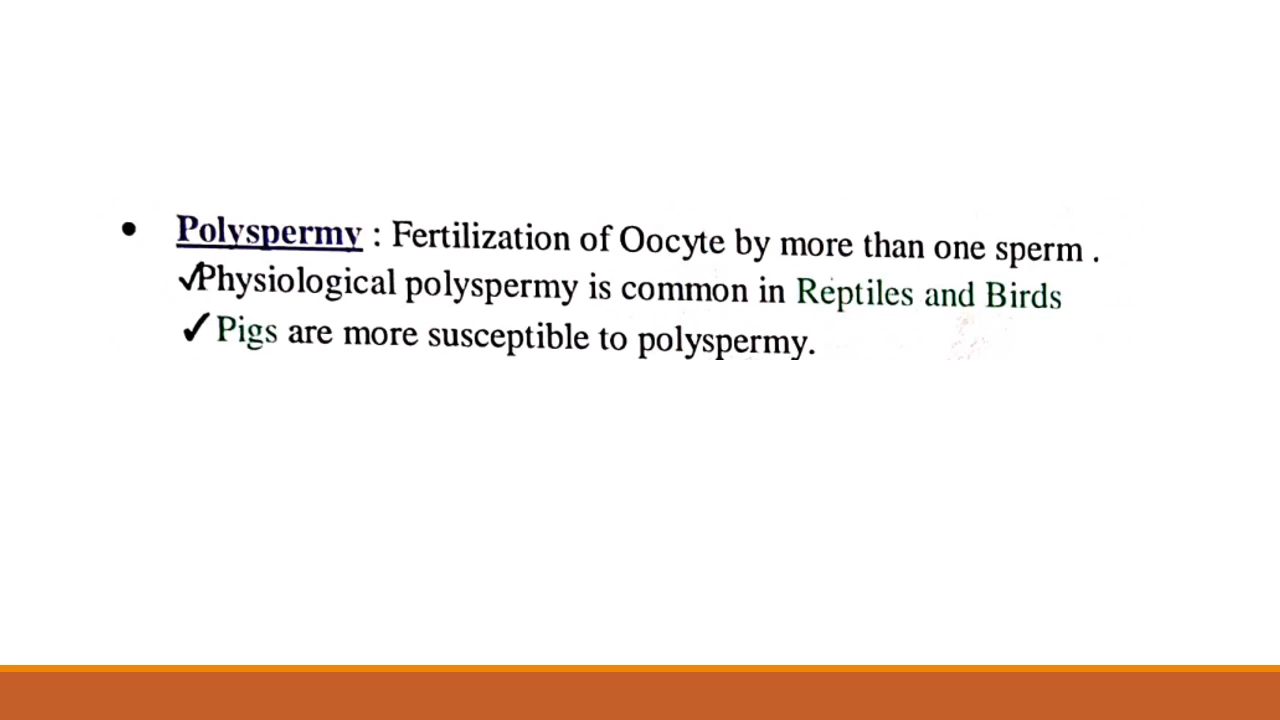 • Polyspermy : Fertilization of Oocyte by more than one sperm .
✓Physiological polyspermy is common in Reptiles and Birds
✓Pigs are more susceptible to polyspermy.